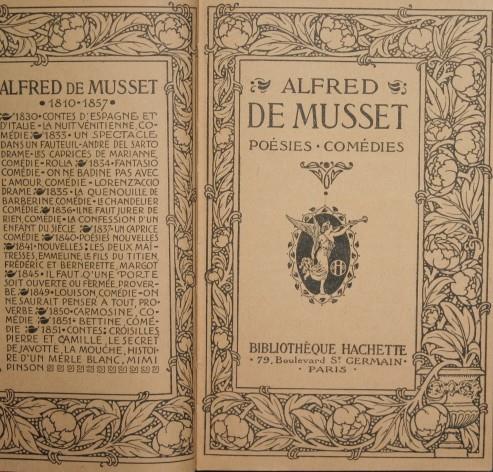 ALFRED DE MUSSET
• 1810 • 1857 •
1830 • CONTES D'ESPAGNE ET
D'ITALIE • LA NUIT VÉNITIENNE, CO-
MÉDIE. 1833 • UN SPECTACLE
DANS UN FAUTEUIL • ANDRÉ DEL SARTO
DRAME • LES CAPRICES DE MARIANNE,
COMÉDIE • ROLLA 1834 • FANTASIO
COMÉDIE • ON NE BADINE PAS AVEC
L'AMOUR, COMÉDIE • LORENZACCIO
DRAME 1835 • LA QUENOUILLE DE
BARBERINE COMÉDIE • LE CHANDELIER
COMÉDIE 1836 • IL NE FAUT JURER DE
RIEN, COMÉDIE • LA CONFESSION D'UN
ENFANT DU SIÈCLE. 1837 • UN CAPRICE
COMÉDIE 1840 • POÉSIES NOUVELLES
1841 • NOUVELLES : LES DEUX MAI-
TRESSES, EMMELINE, LE FILS DU TITIEN,
FRÉDÉRIC ET BERNERETTE, MARGOT
1845 • IL FAUT QU'UNE PORTE
SOIT OUVERTE OU FERMÉE, PROVER-
BE. 1849 • LOUISON, COMÉDIE • ON
NE SAURAIT PENSER À TOUT, PRO-
VERBE 1850 • CARMOSINE, CO-
MÉDIE 1851 • BETTINE, COMÉ-
DIE 1851 • CONTES : CROISILLES,
PIERRE ET CAMILLE, LE SECRET
DE JAVOTTE, LA MOUCHE, HISTOI-
RE D'UN MERLE BLANC, MIMI
PINSON
ALFRED
DE MUSSET
POÉSIES • COMÉDIES
BIBLIOTHÈQUE HACHETTE
• 79, Boulevard St GERMAIN •
• PARIS •